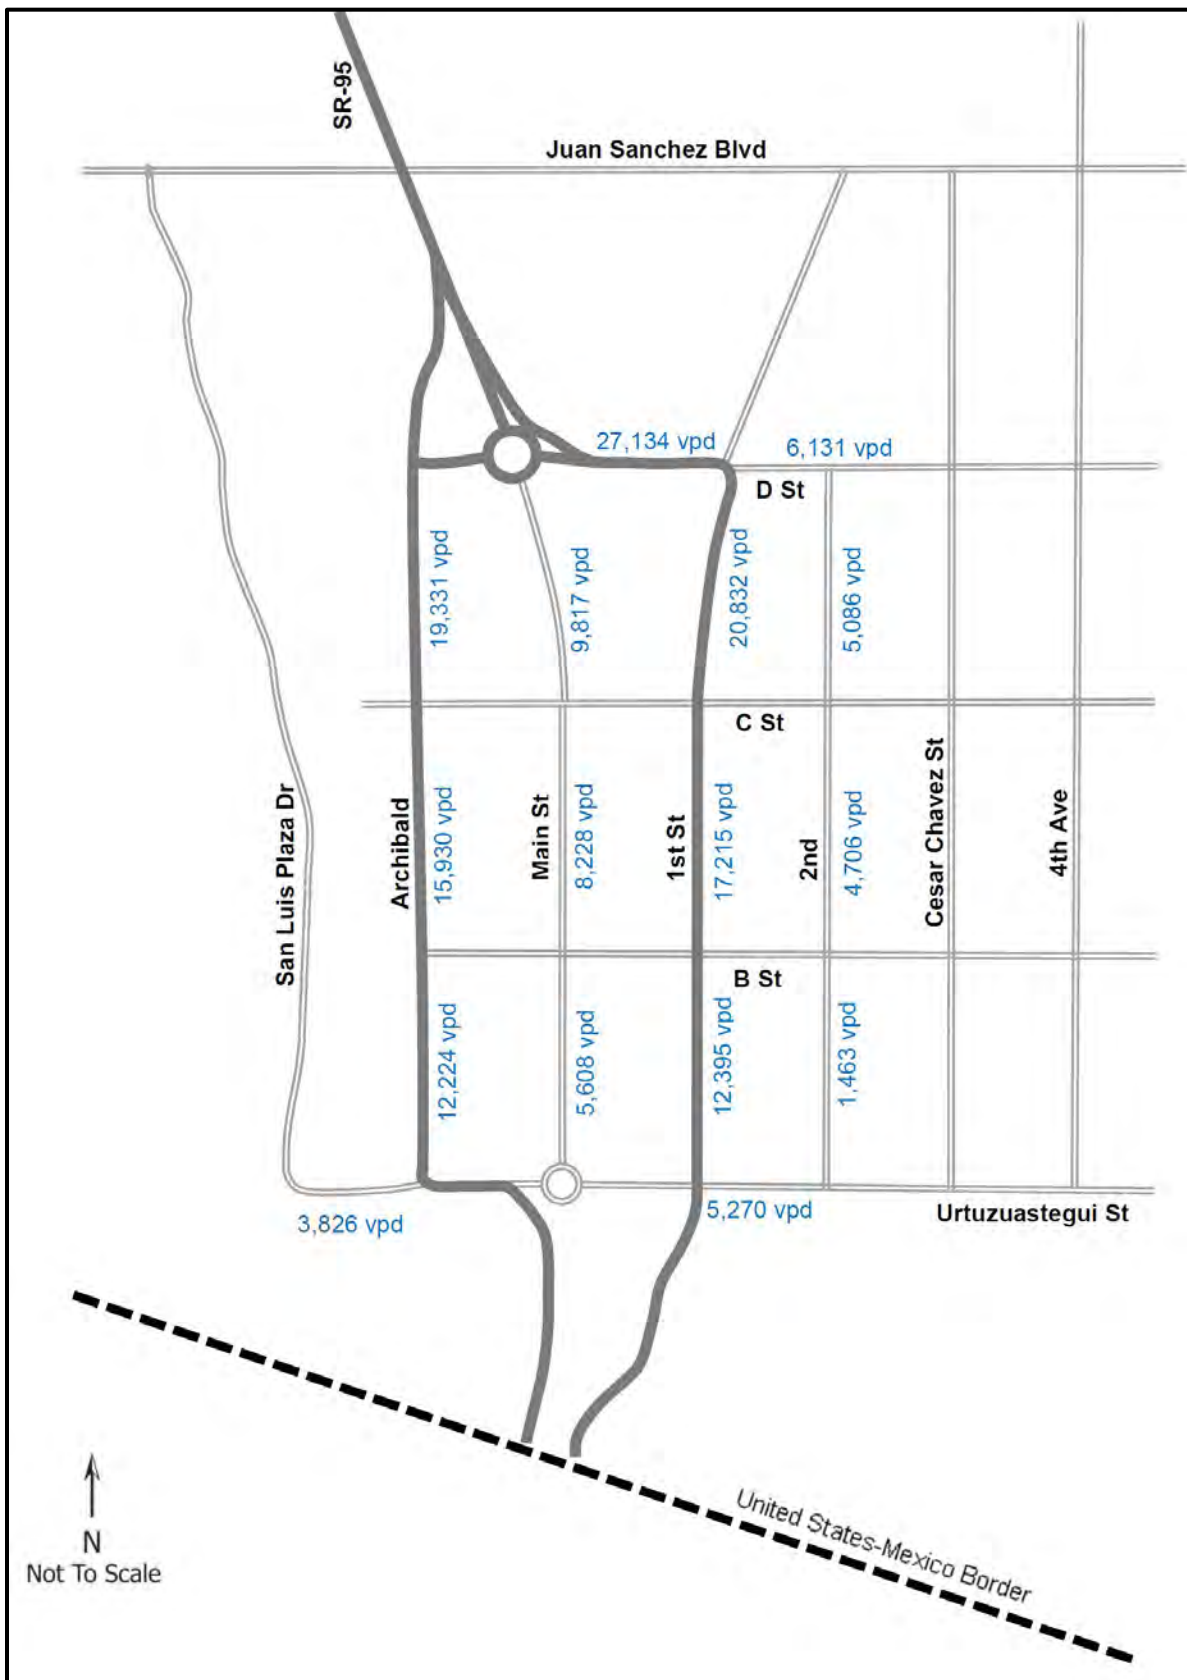 SR-95
Juan Sanchez Blvd
27,134 vpd
6,131 vpd
D St
19,331 vpd
9,817 vpd
20,832 vpd
5,086 vpd
C St
San Luis Plaza Dr
Archibald
15,930 vpd
Main St
8,228 vpd
1st St
17,215 vpd
2nd
4,706 vpd
Cesar Chavez St
4th Ave
B St
12,224 vpd
5,608 vpd
12,395 vpd
1,463 vpd
3,826 vpd
5,270 vpd
Urtuzuastegui St
United States-Mexico Border
N
Not To Scale